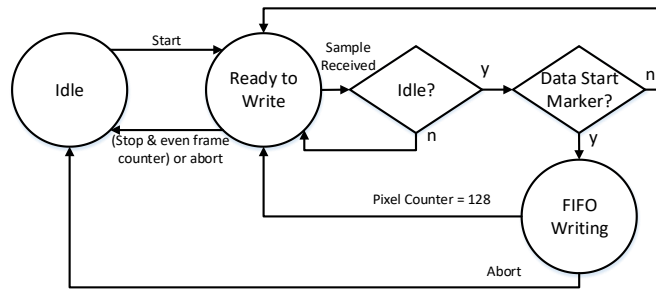 Start
Idle
Ready to
Write
Sample
Received
Idle?
y
n
Data Start
Marker?
n
y
(Stop & even frame
counter) or abort
Pixel Counter = 128
FIFO
Writing
Abort